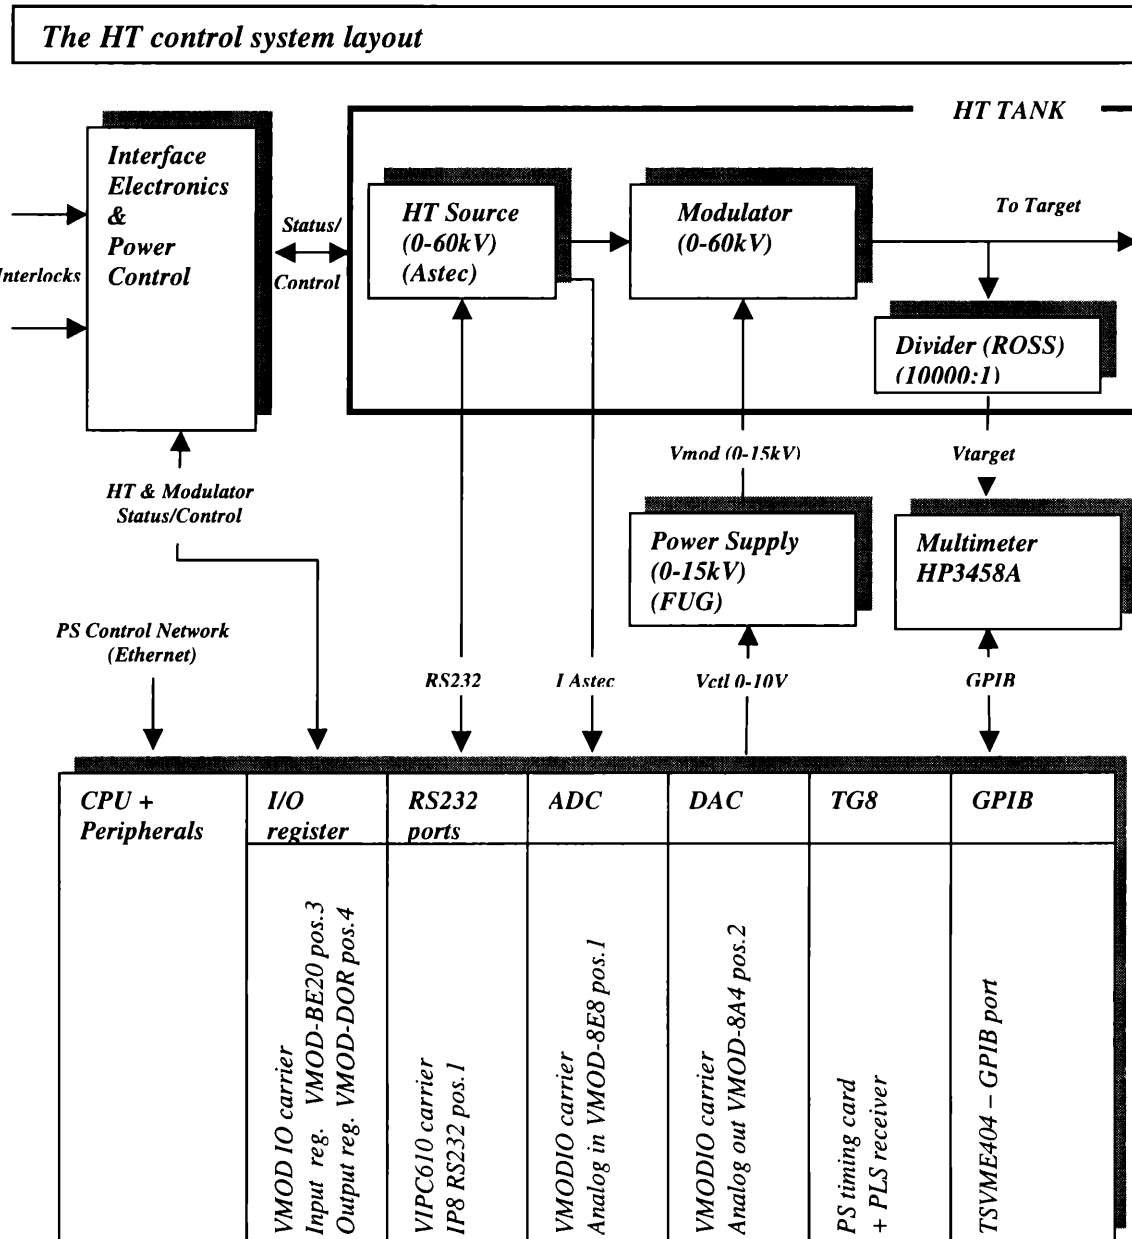 The HT control system layout
HT TANK
Interface
Electronics
&
Power
Control
Interlocks
Status/
Control
HT Source
(0-60kV)
(Astec)
Modulator
(0-60kV)
To Target
Divider (ROSS)
(10000:1)
HT & Modulator
Status/Control
Vmod (0-15kV)
Vtarget
Power Supply
(0-15kV)
(FUG)
Multimeter
HP3458A
PS Control Network
(Ethernet)
RS232
I Astec
Vctl 0-10V
GPIB
CPU +
Peripherals
I/O
register
RS232
ports
ADC
DAC
TG8
GPIB
VMOD IO carrier
Input reg. VMOD-BE20 pos.3
Output reg. VMOD-DOR pos.4
VIPC610 carrier
IP8 RS232 pos.1
VMODIO carrier
Analog in VMOD-8E8 pos.1
VMODIO carrier
Analog out VMOD-8A4 pos.2
PS timing card
+ PLS receiver
TSVME404 – GPIB port